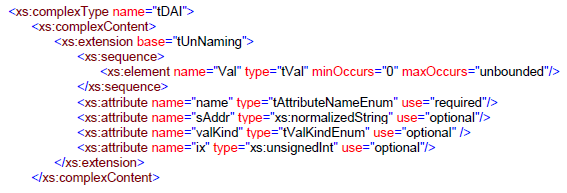 <xs:complexType name="tDAI">
<xs:complexContent>
<xs:extension base="tUnNaming">
<xs:sequence>
<xs:element name="Val" type="tVal" minOccurs="0" maxOccurs="unbounded"/>
</xs:sequence>
<xs:attribute name="name" type="tAttributeNameEnum" use="required"/>
<xs:attribute name="sAddr" type="xs:normalizedString" use="optional"/>
<xs:attribute name="valKind" type="tValKindEnum" use="optional" />
<xs:attribute name="ix" type="xs:unsignedInt" use="optional"/>
</xs:extension>
</xs:complexContent>